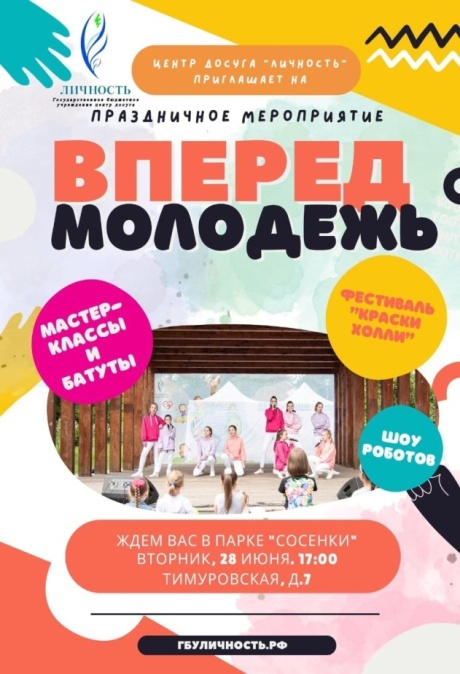 ЛИЧНОСТЬ
Государственное бюджетное
учреждение центр досуга
ЦЕНТР ДОСУГА "ЛИЧНОСТЬ"
ПРИГЛАШАЕТ НА
ПРАЗДНИЧНОЕ МЕРОПРИЯТИЕ
ВПЕРЕД
МОЛОДЕЖЬ
МАСТЕР-
КЛАССЫ
И
БАТУТЫ
ФЕСТИВАЛЬ
"КРАСКИ
ХОЛЛИ"
ШОУ
РОБОТОВ
ЖДЕМ ВАС В ПАРКЕ "СОСЕНКИ"
ВТОРНИК, 28 ИЮНЯ. 17:00
ТИМУРОВСКАЯ, Д.7
ГБУЛИЧНОСТЬ.РФ